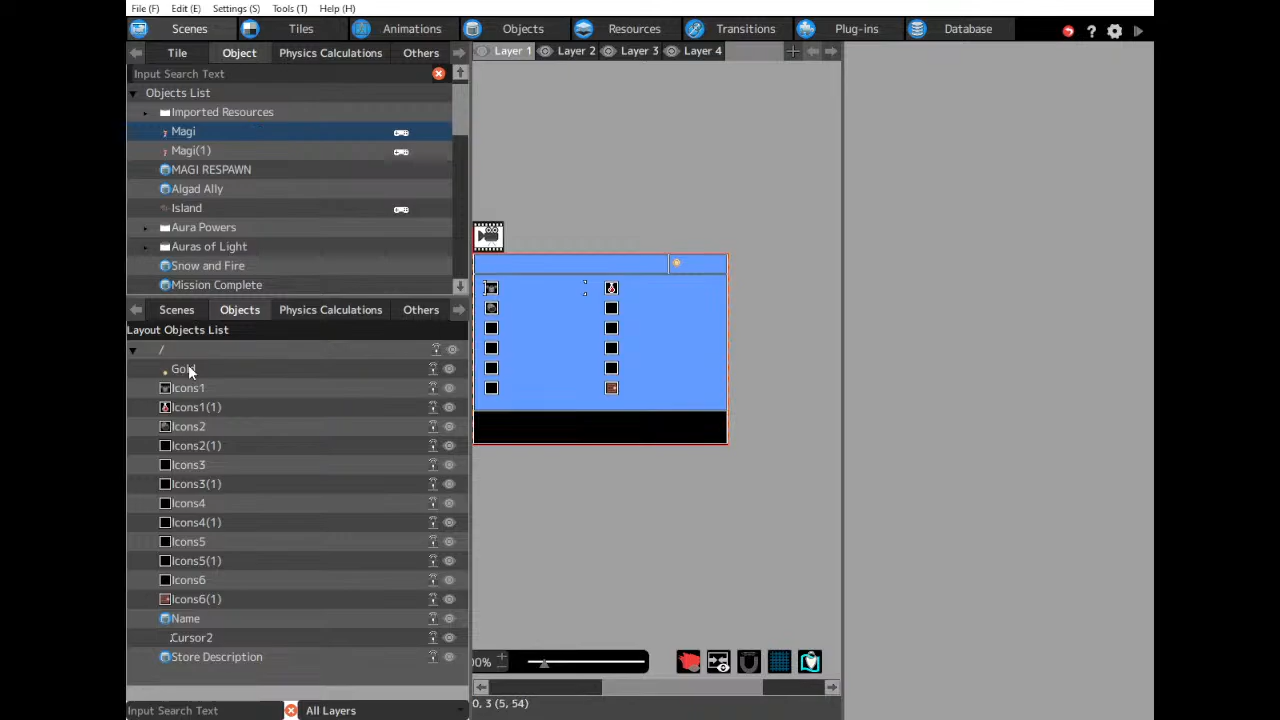 File (F) Edit (E) Settings (S) Tools (T) Help (H)
Scenes Tiles Animations Objects Resources Transitions Plug-ins Database
Tile Object Physics Calculations Others
Layer 1 Layer 2 Layer 3 Layer 4
Input Search Text
Objects List
Imported Resources
Magi
Magi(1)
MAGI RESPAWN
Algad Ally
Island
Aura Powers
Auras of Light
Snow and Fire
Mission Complete
Scenes Objects Physics Calculations Others
Layout Objects List
/
Gold
Icons1
Icons1(1)
Icons2
Icons2(1)
Icons3
Icons3(1)
Icons4
Icons4(1)
Icons5
Icons5(1)
Icons6
Icons6(1)
Name
Cursor2
Store Description
0%
0, 3 (5, 54)
Input Search Text All Layers